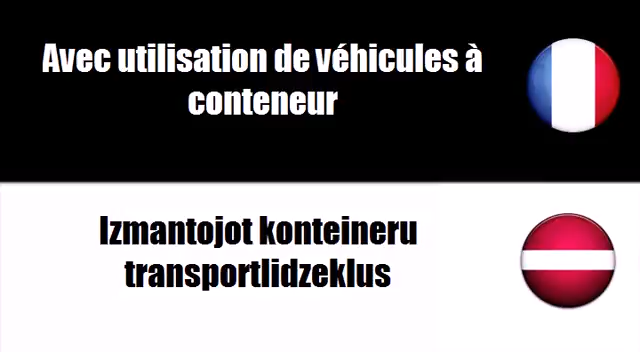 Avec utilisation de véhicules à
conteneur
Izmantojot konteineru
transportlidzeklus